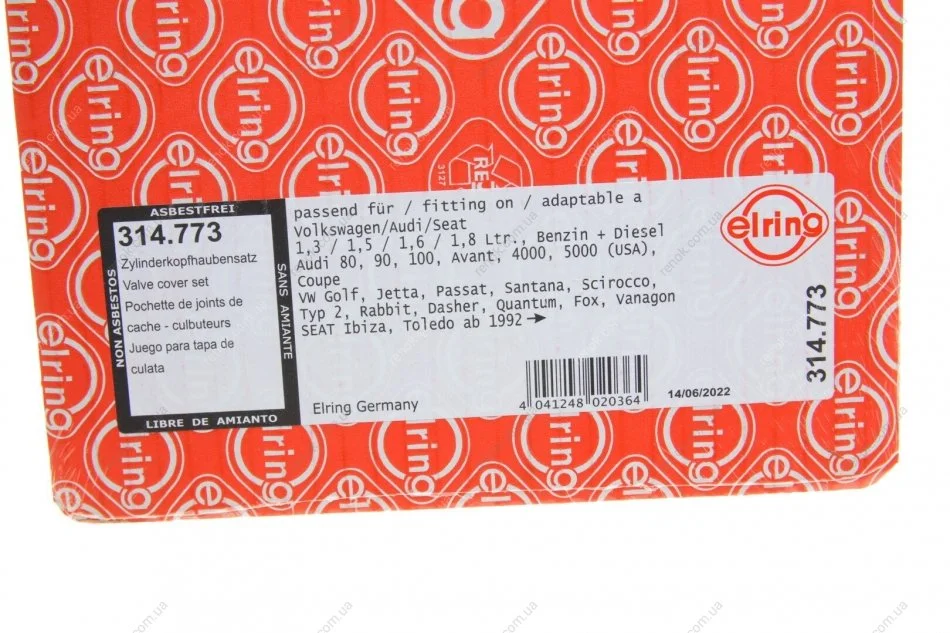 elring
ASBESTFREI
NON ASBESTOS
SANS AMIANTE
LIBRE DE AMIANTO
314.773
Zylinderkopfhaubensatz
Valve cover set
Pochette de joints de
cache - culbuteurs
Juego para tapa de
culata
passend für / fitting on / adaptable a
Volkswagen/Audi/Seat
1,3 / 1,5 / 1,6 / 1,8 Ltr., Benzin + Diesel
Audi 80, 90, 100, Avant, 4000, 5000 (USA),
Coupe
VW Golf, Jetta, Passat, Santana, Scirocco,
Typ 2, Rabbit, Dasher, Quantum, Fox, Vanagon
SEAT Ibiza, Toledo ab 1992 →
Elring Germany
4 041248 020364
14/06/2022
elring
314.773
renok.com.ua